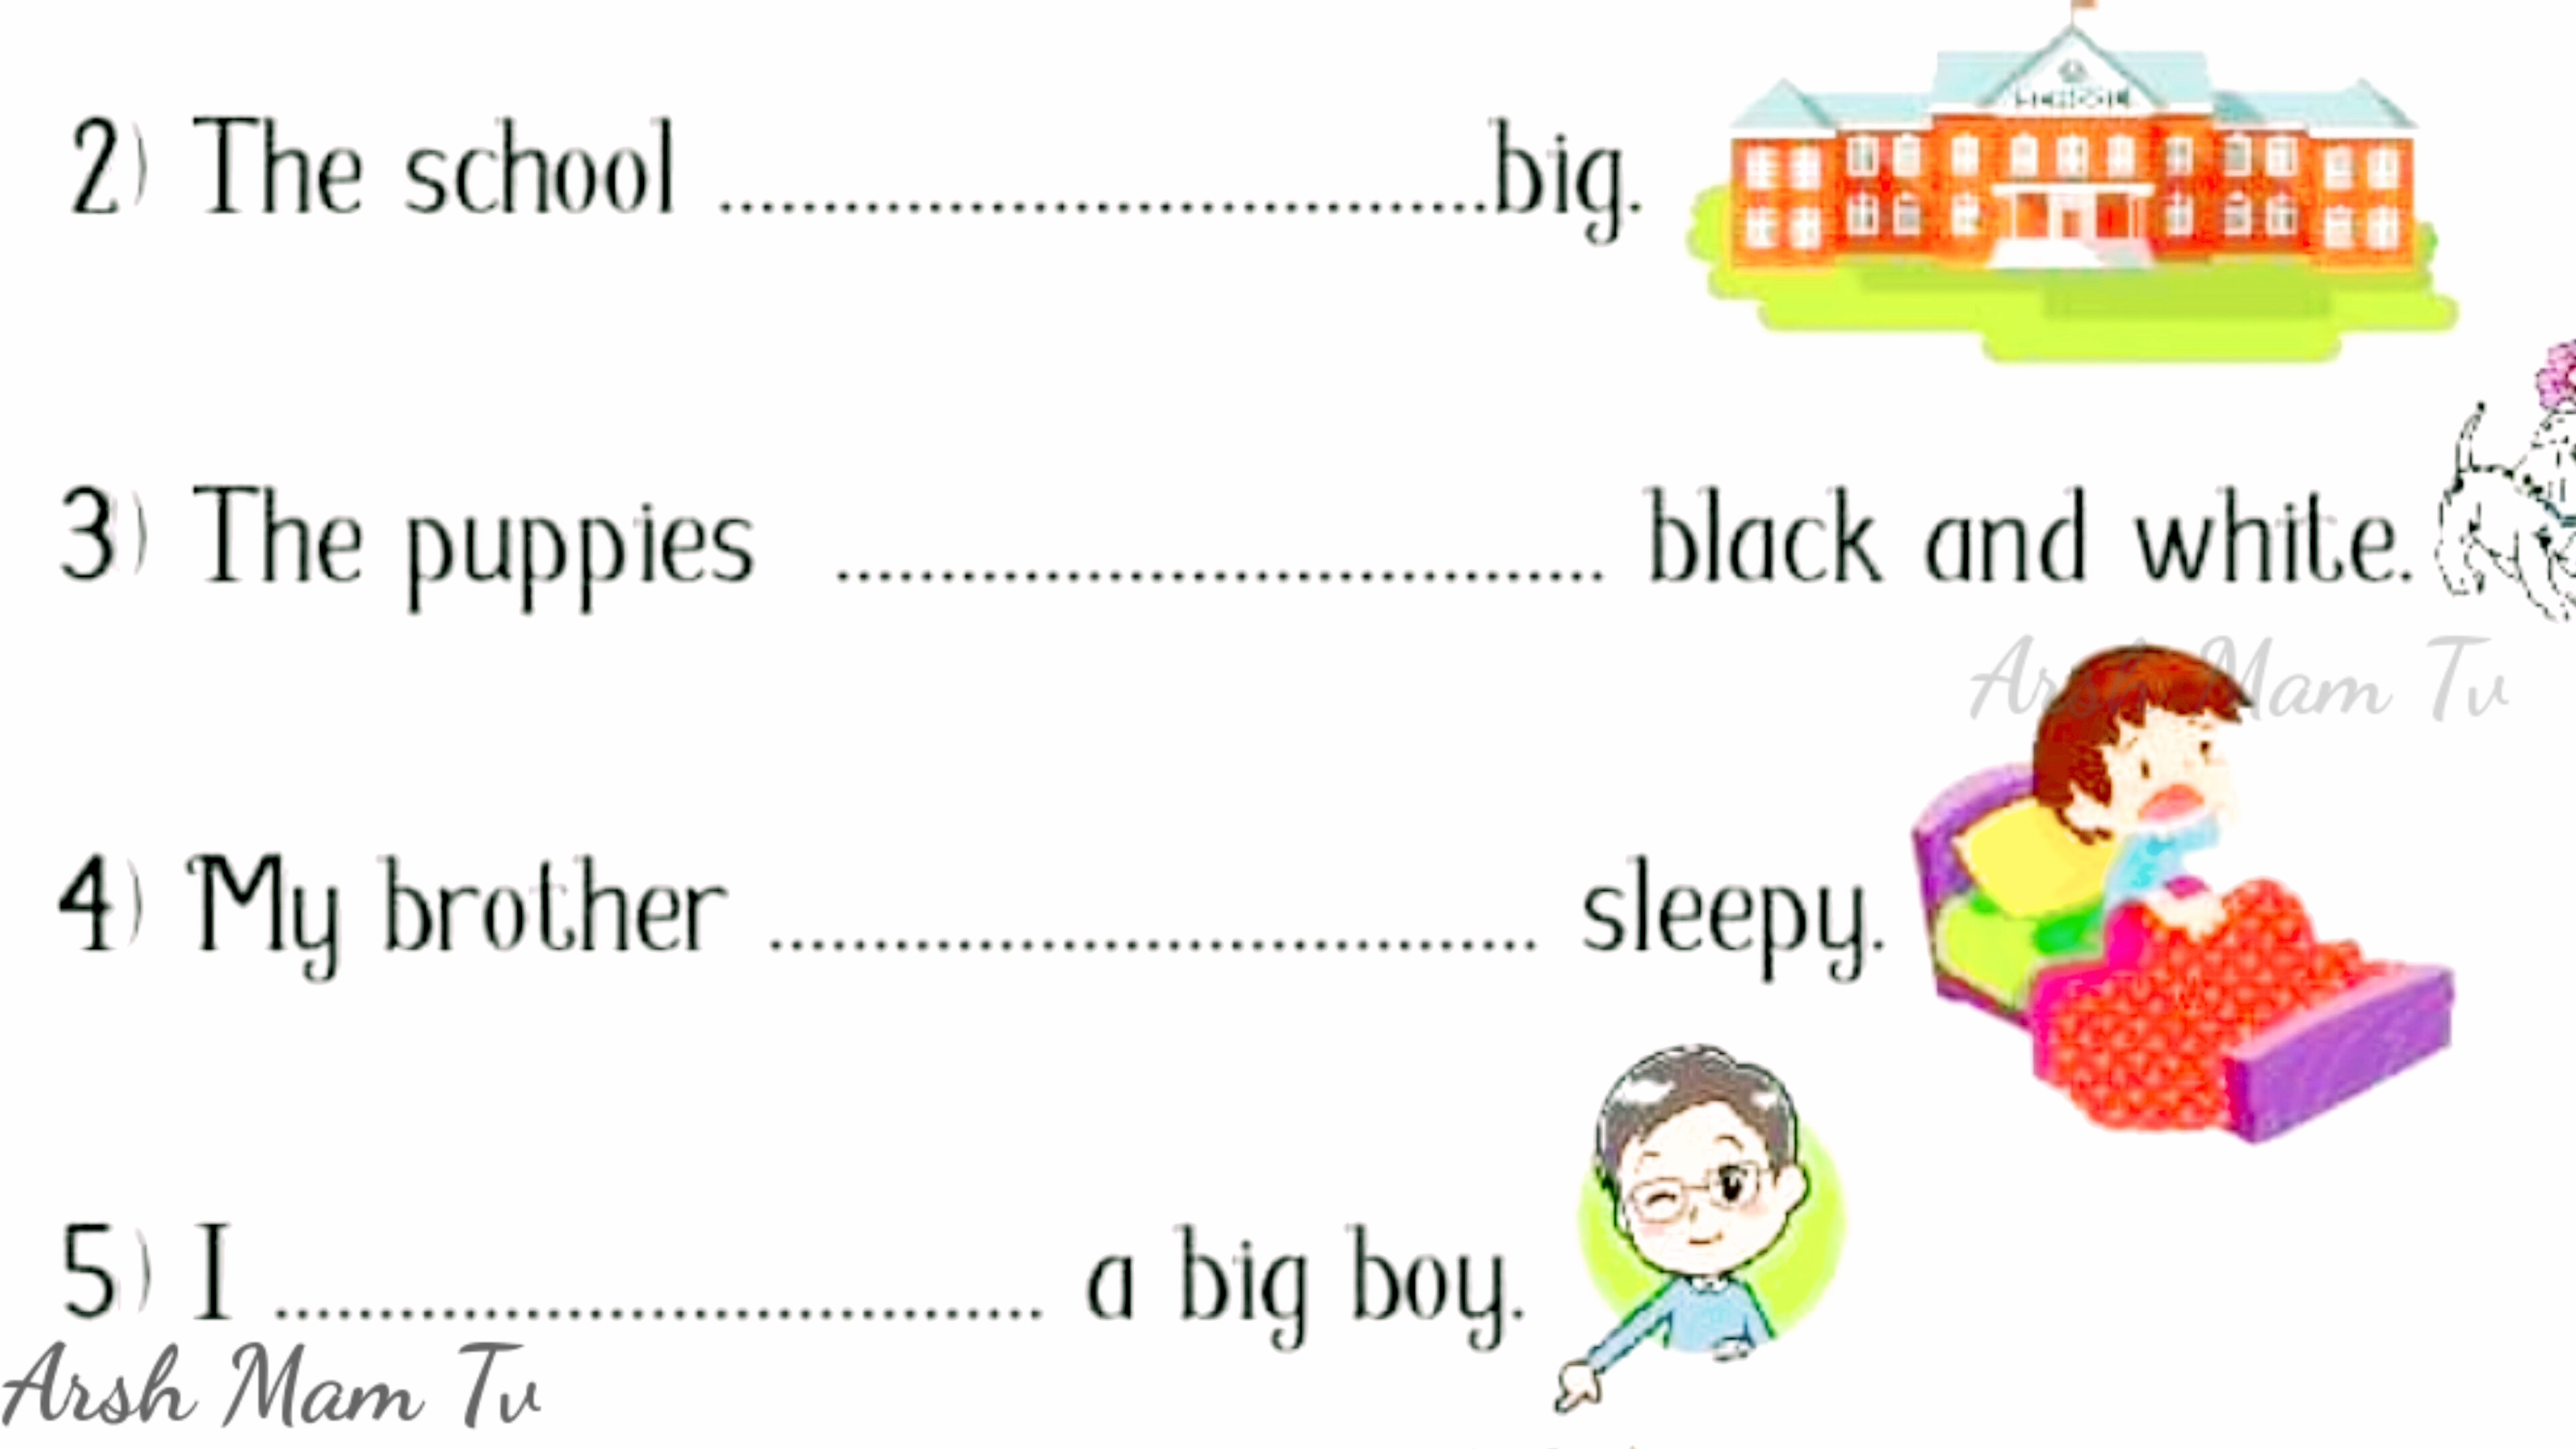 2) The school ..................................... big.
3) The puppies ..................................... black and white.
Arsh Mam Tv
4) My brother ..................................... sleepy.
5) I ..................................... a big boy.
Arsh Mam Tv